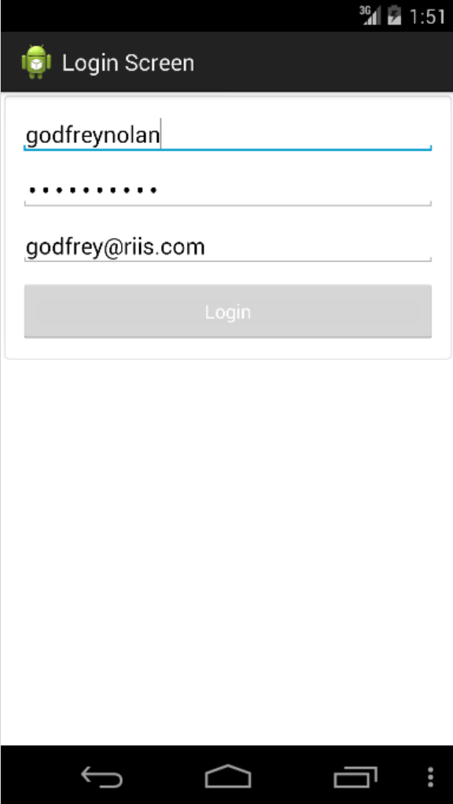 3G 1:51
Login Screen
godfreynolan
••••••••••
godfrey@riis.com
Login